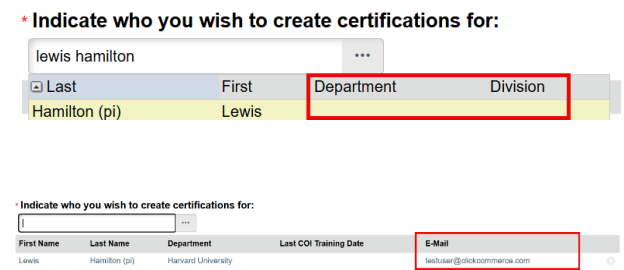 * Indicate who you wish to create certifications for:
lewis hamilton ...
Last First Department Division
Hamilton (pi) Lewis
* Indicate who you wish to create certifications for:
...
First Name Last Name Department Last COI Training Date E-Mail
Lewis Hamilton (pi) Harvard University testuser@clickcommerce.com